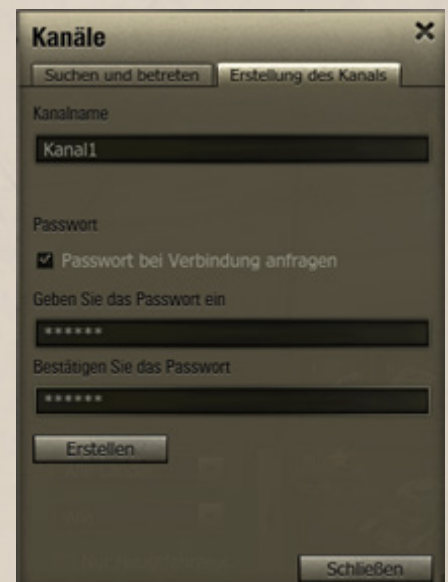 Kanäle
Suchen und betreten
Erstellung des Kanals
Kanalname
Kanal1
Passwort
Passwort bei Verbindung anfragen
Geben Sie das Passwort ein
******
Bestätigen Sie das Passwort
******
Erstellen
Schließen